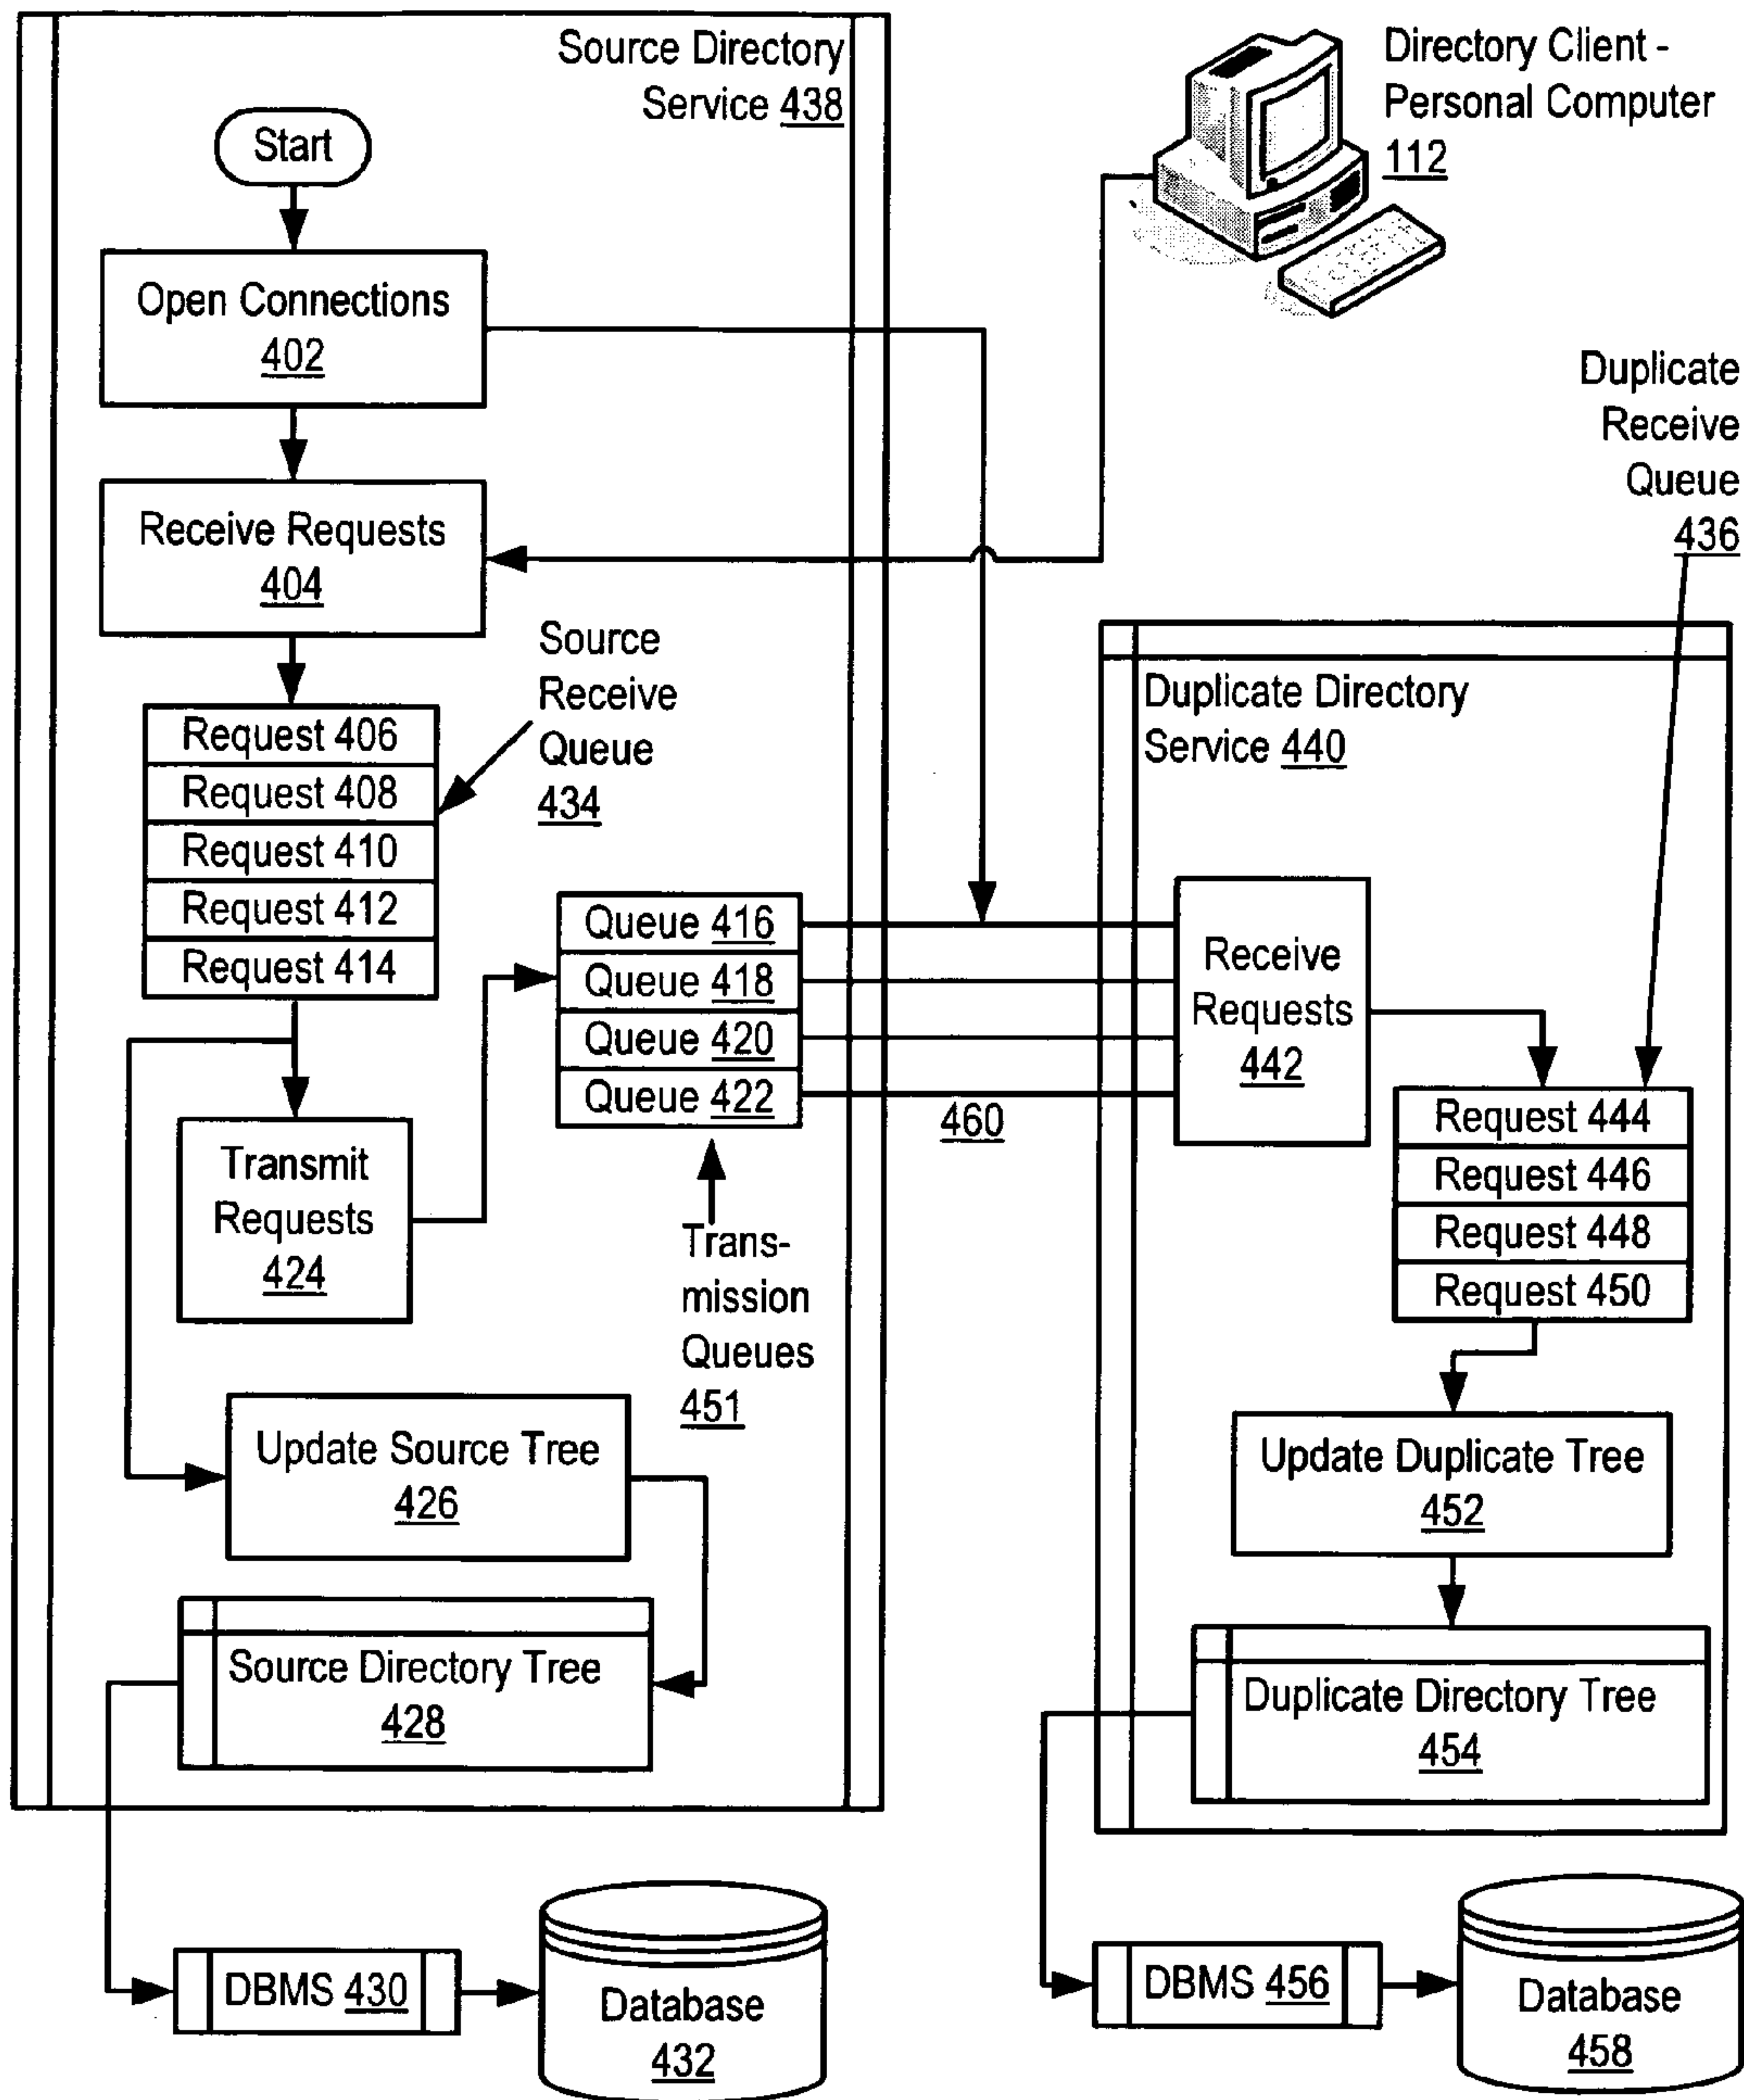 Source Directory
Service 438
Start
Open Connections
402
Receive Requests
404
Source
Receive
Queue
434
Request 406
Request 408
Request 410
Request 412
Request 414
Transmit
Requests
424
Queue 416
Queue 418
Queue 420
Queue 422
460
Trans-
mission
Queues
451
Update Source Tree
426
Source Directory Tree
428
DBMS 430
Database
432
Directory Client -
Personal Computer
112
Duplicate
Receive
Queue
436
Duplicate Directory
Service 440
Receive
Requests
442
Request 444
Request 446
Request 448
Request 450
Update Duplicate Tree
452
Duplicate Directory Tree
454
DBMS 456
Database
458